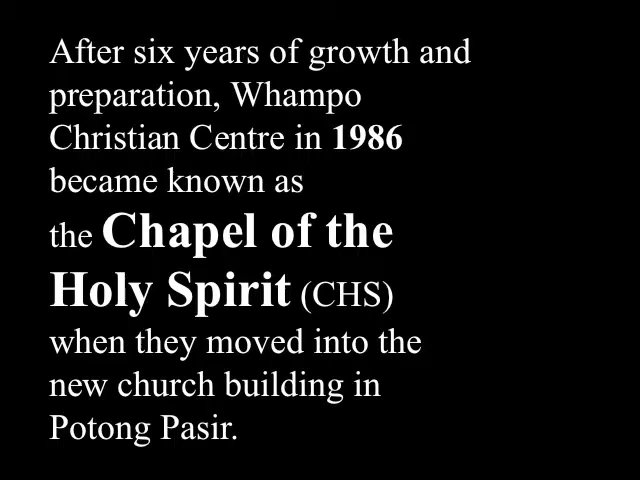 After six years of growth and
preparation, Whampo
Christian Centre in 1986
became known as
the Chapel of the
Holy Spirit (CHS)
when they moved into the
new church building in
Potong Pasir.